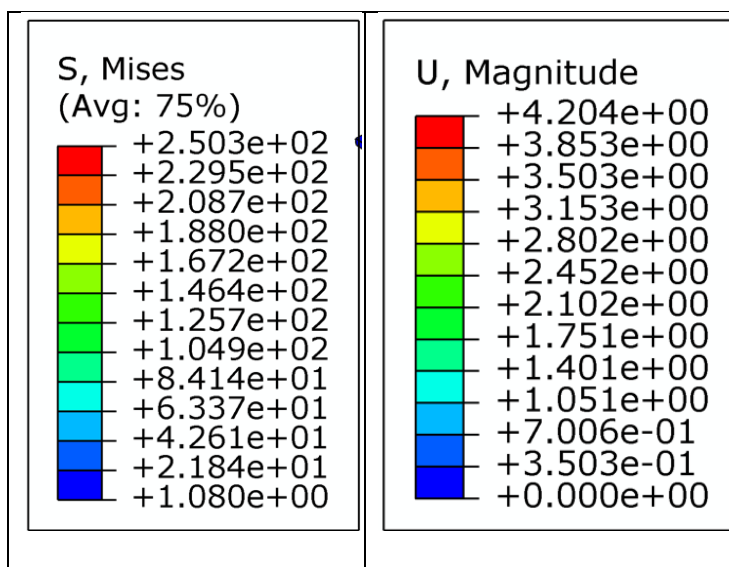 S, Mises
(Avg: 75%)
+2.503e+02
+2.295e+02
+2.087e+02
+1.880e+02
+1.672e+02
+1.464e+02
+1.257e+02
+1.049e+02
+8.414e+01
+6.337e+01
+4.261e+01
+2.184e+01
+1.080e+00
U, Magnitude
+4.204e+00
+3.853e+00
+3.503e+00
+3.153e+00
+2.802e+00
+2.452e+00
+2.102e+00
+1.751e+00
+1.401e+00
+1.051e+00
+7.006e-01
+3.503e-01
+0.000e+00